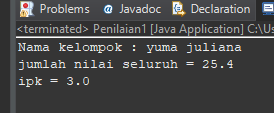 Problems @ Javadoc Declaration
<terminated> Penilaian1 [Java Application] C:\Us
Nama kelompok : yuma juliana
jumlah nilai seluruh = 25.4
ipk = 3.0